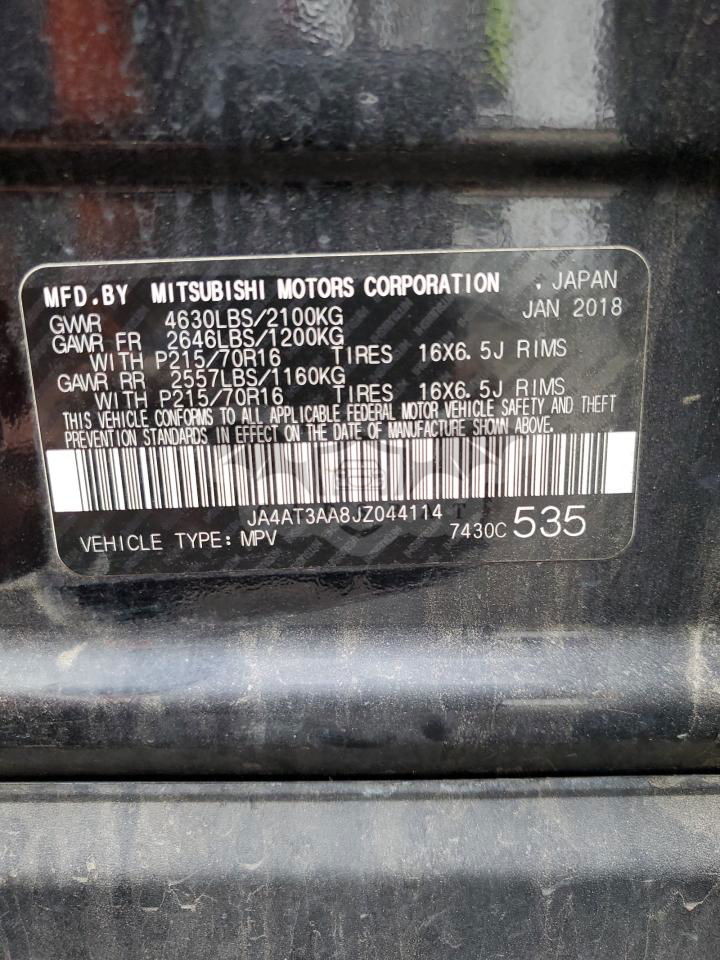 MFD.BY MITSUBISHI MOTORS CORPORATION , JAPAN
JAN 2018
GVWR 4630LBS/2100KG
GAWR FR 2646LBS/1200KG
WITH P215/70R16 TIRES 16X6.5J RIMS
GAWR RR 2557LBS/1160KG
WITH P215/70R16 TIRES 16X6.5J RIMS
THIS VEHICLE CONFORMS TO ALL APPLICABLE FEDERAL MOTOR VEHICLE SAFETY AND THEFT
PREVENTION STANDARDS IN EFFECT ON THE DATE OF MANUFACTURE SHOWN ABOVE.
JA4AT3AA8JZ044114
VEHICLE TYPE: MPV 7430C 535